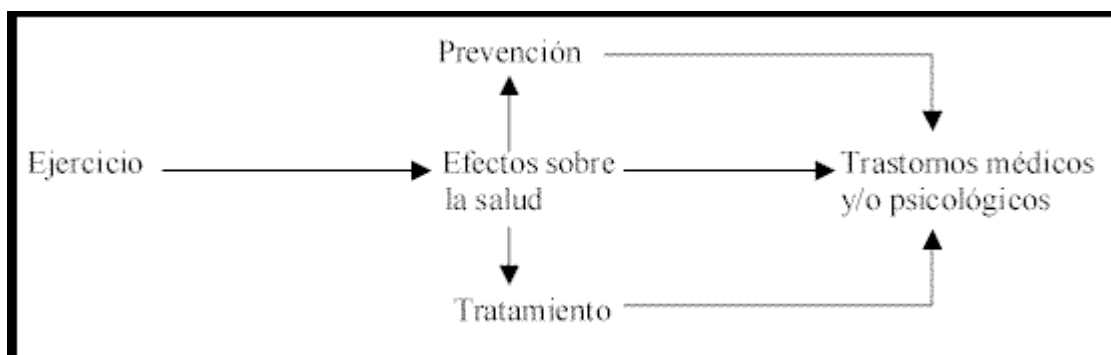 Prevención
Ejercicio
Efectos sobre
la salud
Trastornos médicos
y/o psicológicos
Tratamiento